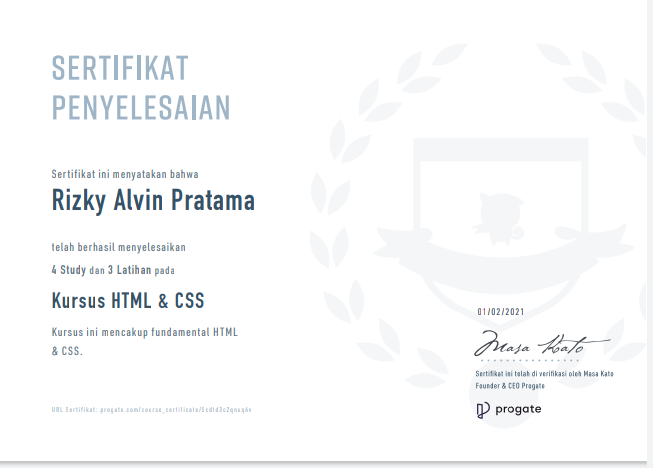 SERTIFIKAT
PENYELESAIAN
Sertifikat ini menyatakan bahwa
Rizky Alvin Pratama
telah berhasil menyelesaikan
4 Study dan 3 Latihan pada
Kursus HTML & CSS
Kursus ini mencakup fundamental HTML
& CSS.
01/02/2021
Masa Kato
Sertifikat ini telah di verifikasi oleh Masa Kato
Founder & CEO Progate
progate
URL Sertifikat: progate.com/course_certificate/